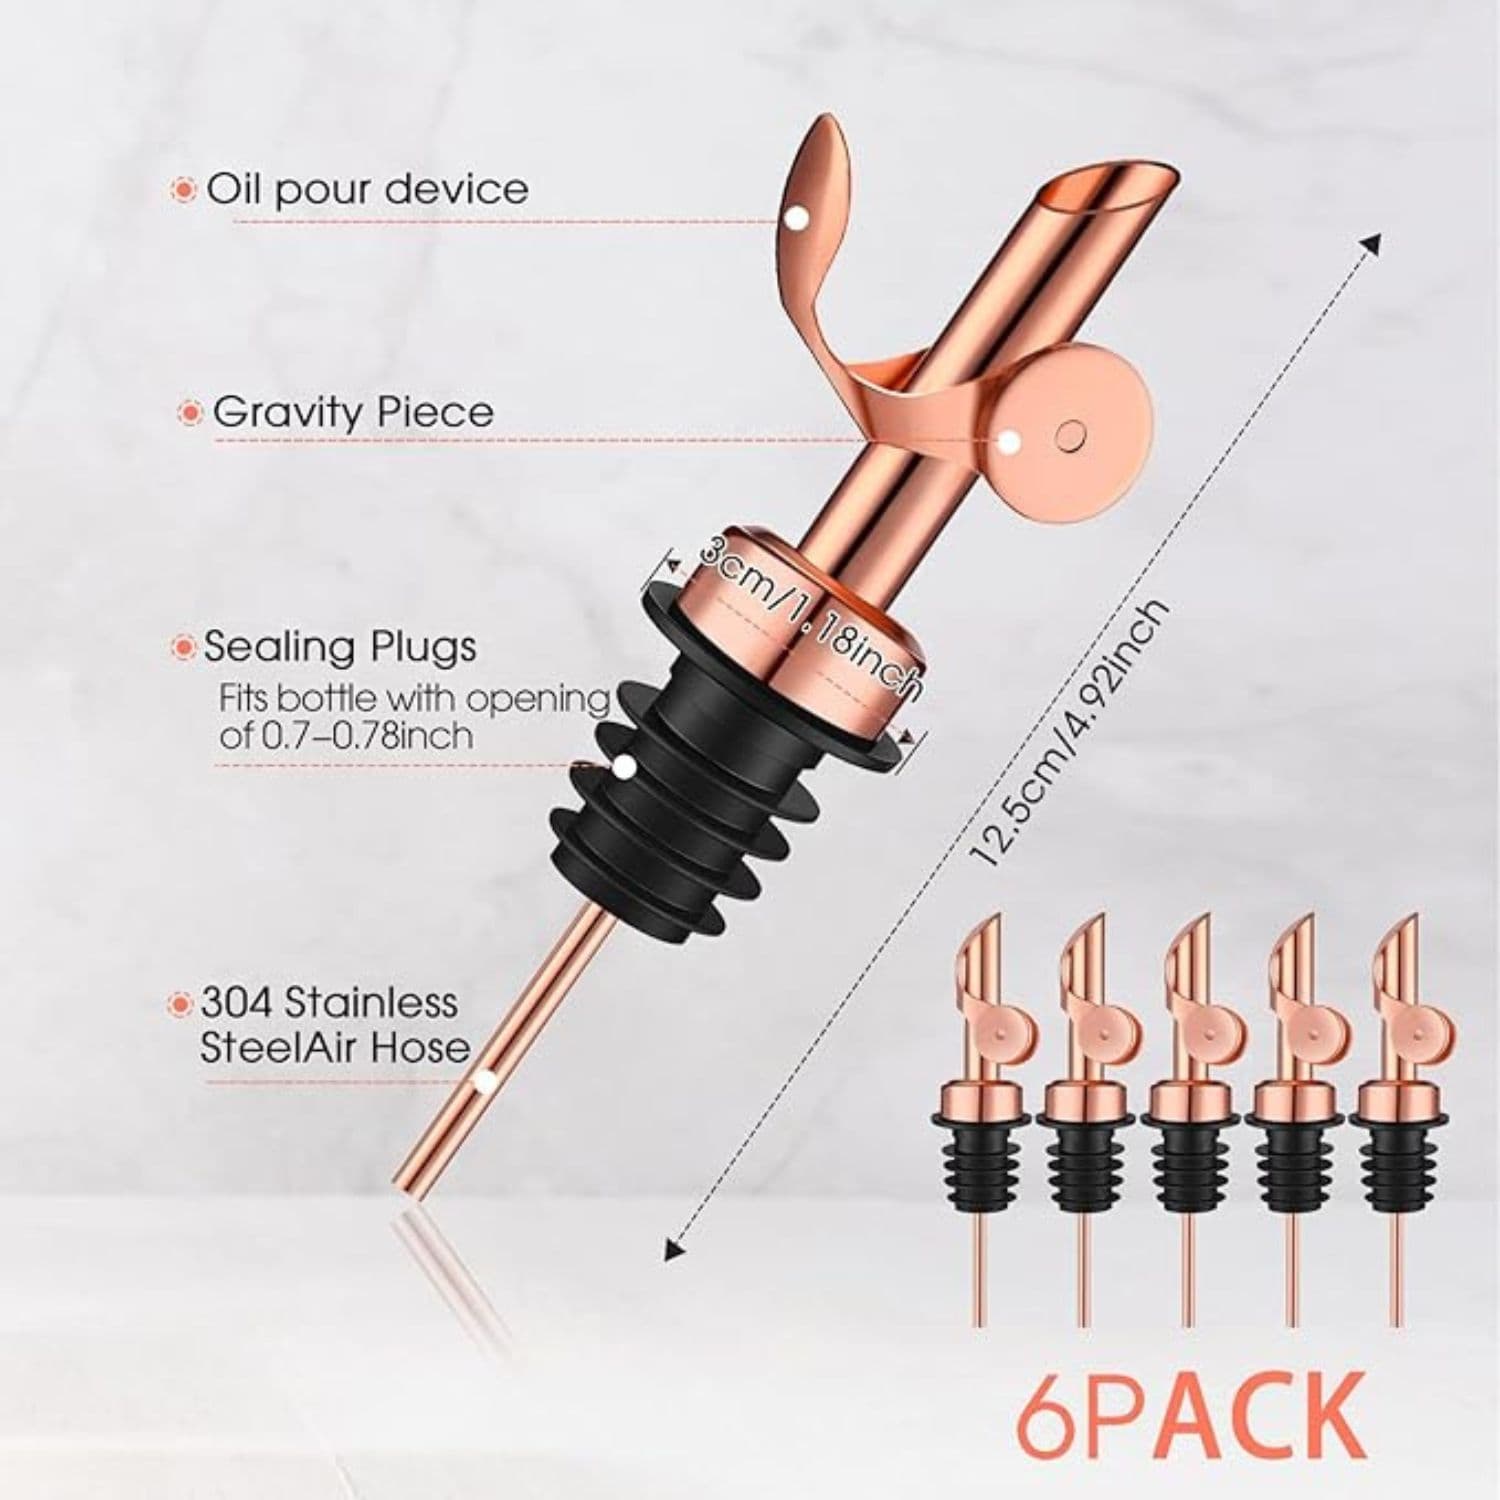 Oil pour device
Gravity Piece
3cm/1.18inch
Sealing Plugs
Fits bottle with opening
of 0.7–0.78inch
12.5cm/4.92inch
304 Stainless
SteelAir Hose
6PACK